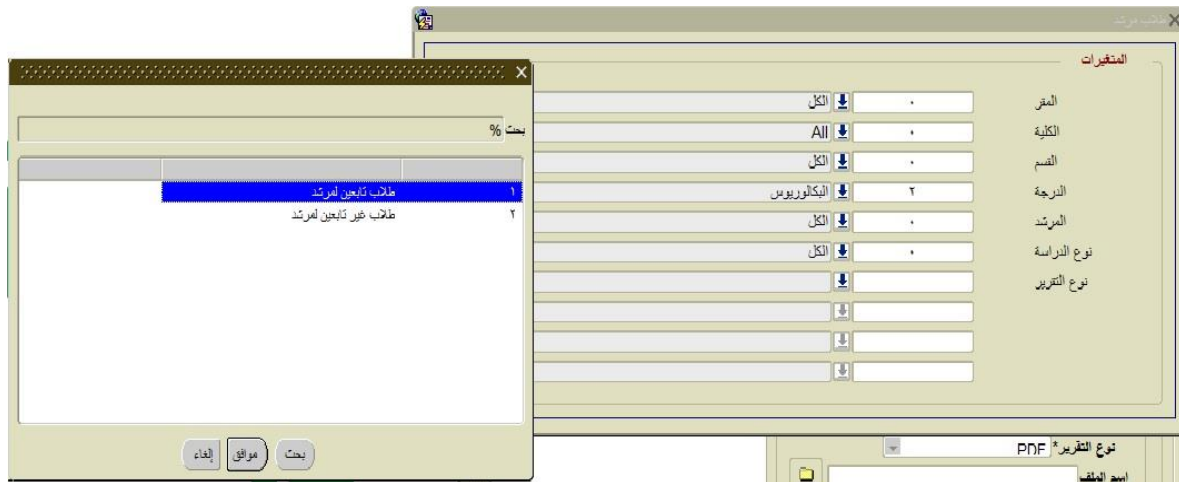 طلاب مرشد
المتغيرات
المقر ٠ الكل
الكلية ٠ All
القسم ٠ الكل
الدرجة ٢ البكالوريوس
المرشد ٠ الكل
نوع الدراسة ٠ الكل
نوع التقرير
نوع التقرير* PDF
اسم الملف
بحث %
١ طلاب تابعين لمرشد
٢ طلاب غير تابعين لمرشد
بحث موافق إلغاء